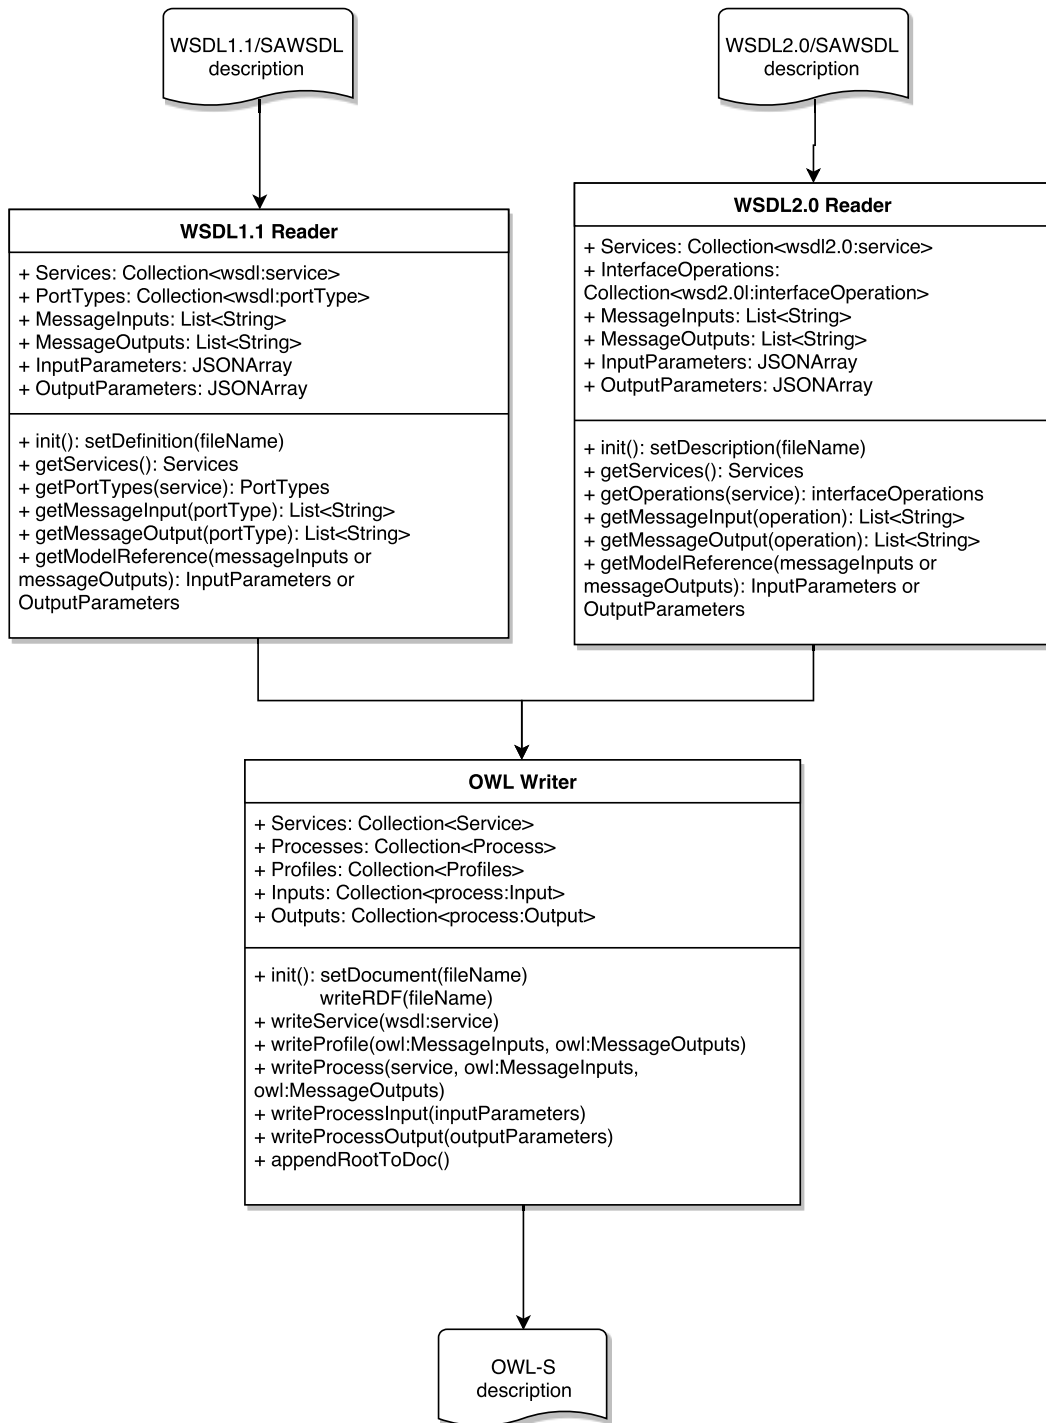 WSDL1.1/SAWSDL
description
WSDL2.0/SAWSDL
description
WSDL1.1 Reader
+ Services: Collection<wsdl:service>
+ PortTypes: Collection<wsdl:portType>
+ MessageInputs: List<String>
+ MessageOutputs: List<String>
+ InputParameters: JSONArray
+ OutputParameters: JSONArray
+ init(): setDefinition(fileName)
+ getServices(): Services
+ getPortTypes(service): PortTypes
+ getMessageInput(portType): List<String>
+ getMessageOutput(portType): List<String>
+ getModelReference(messageInputs or
messageOutputs): InputParameters or
OutputParameters
WSDL2.0 Reader
+ Services: Collection<wsdl2.0:service>
+ InterfaceOperations:
Collection<wsd2.0l:interfaceOperation>
+ MessageInputs: List<String>
+ MessageOutputs: List<String>
+ InputParameters: JSONArray
+ OutputParameters: JSONArray
+ init(): setDescription(fileName)
+ getServices(): Services
+ getOperations(service): interfaceOperations
+ getMessageInput(operation): List<String>
+ getMessageOutput(operation): List<String>
+ getModelReference(messageInputs or
messageOutputs): InputParameters or
OutputParameters
OWL Writer
+ Services: Collection<Service>
+ Processes: Collection<Process>
+ Profiles: Collection<Profiles>
+ Inputs: Collection<process:Input>
+ Outputs: Collection<process:Output>
+ init(): setDocument(fileName)
writeRDF(fileName)
+ writeService(wsdl:service)
+ writeProfile(owl:MessageInputs, owl:MessageOutputs)
+ writeProcess(service, owl:MessageInputs,
owl:MessageOutputs)
+ writeProcessInput(inputParameters)
+ writeProcessOutput(outputParameters)
+ appendRootToDoc()
OWL-S
description